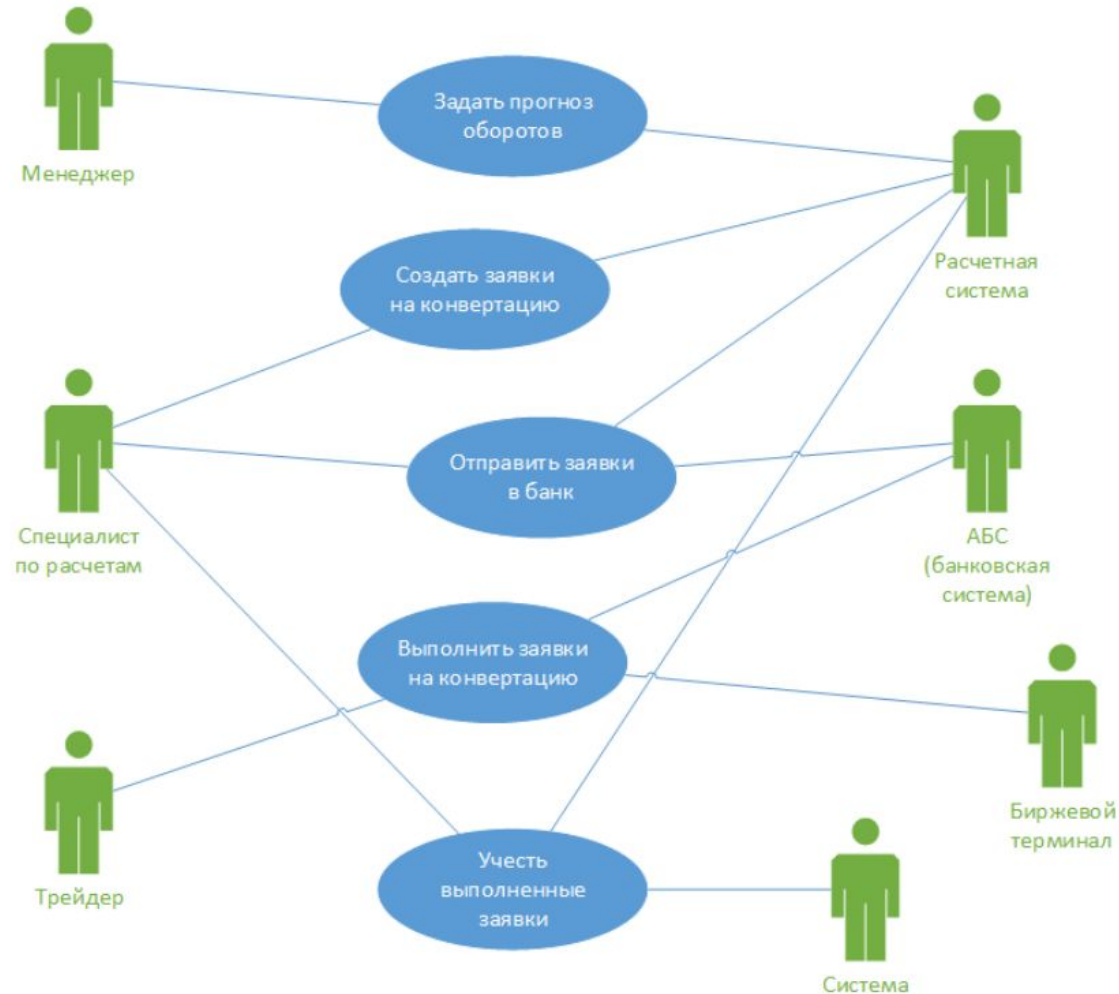 Задать прогноз
оборотов
Менеджер
Создать заявки
на конвертацию
Расчетная
система
Отправить заявки
в банк
Специалист
по расчетам
АБС
(банковская
система)
Выполнить заявки
на конвертацию
Биржевой
терминал
Трейдер
Учесть
выполненные
заявки
Система